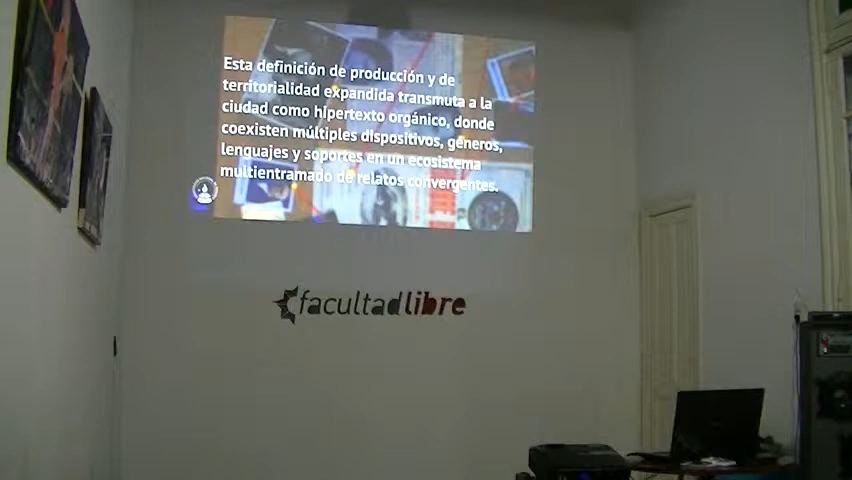 Esta definición de producción y de
territorialidad expandida transmuta a la
ciudad como hipertexto orgánico, donde
coexisten múltiples dispositivos, géneros,
lenguajes y soportes en un ecosistema
multientramado de relatos convergentes.
facultadlibre